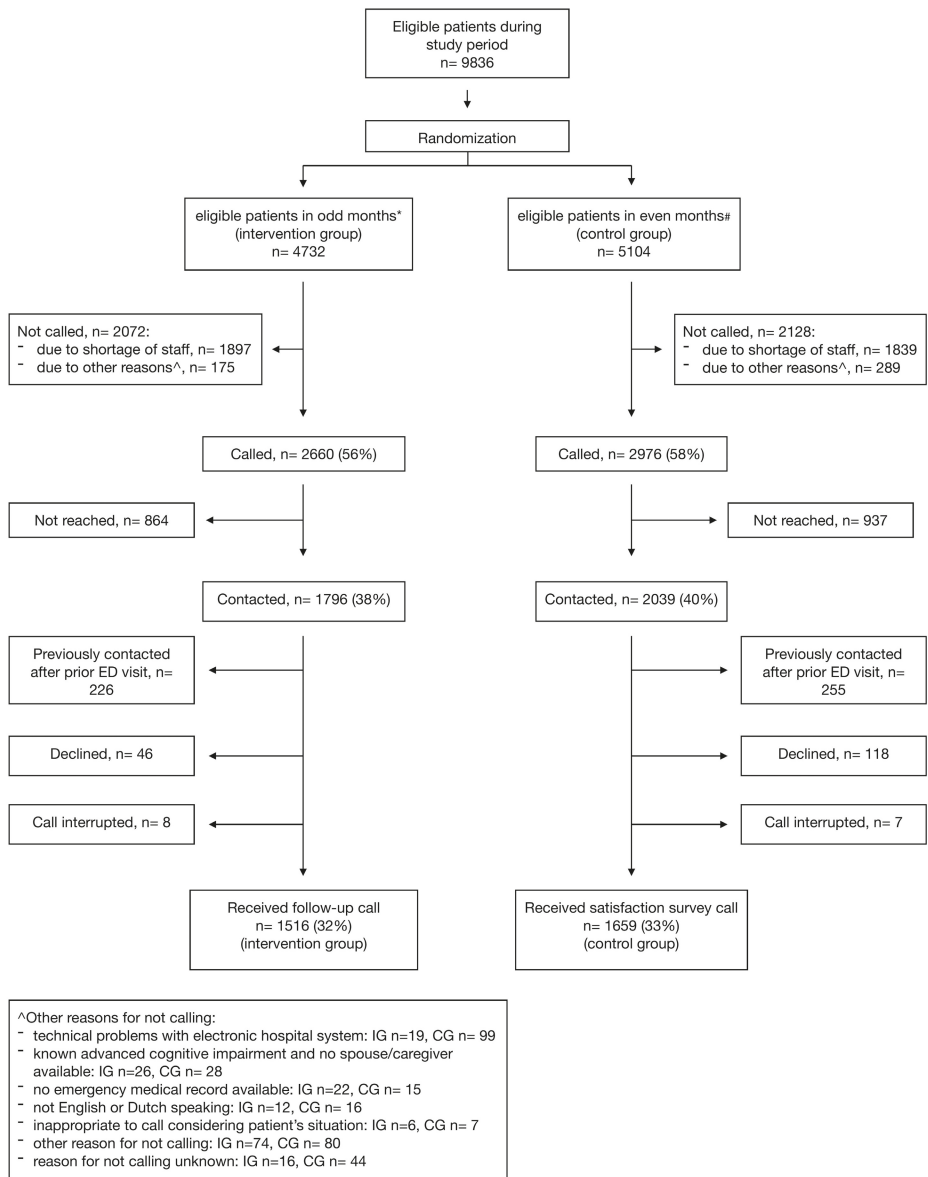 Eligible patients during
study period
n= 9836
Randomization
eligible patients in odd months*
(intervention group)
n= 4732
eligible patients in even months#
(control group)
n= 5104
Not called, n= 2072:
- due to shortage of staff, n= 1897
- due to other reasons^, n= 175
Not called, n= 2128:
- due to shortage of staff, n= 1839
- due to other reasons^, n= 289
Called, n= 2660 (56%)
Called, n= 2976 (58%)
Not reached, n= 864
Not reached, n= 937
Contacted, n= 1796 (38%)
Contacted, n= 2039 (40%)
Previously contacted
after prior ED visit, n=
226
Previously contacted
after prior ED visit, n=
255
Declined, n= 46
Declined, n= 118
Call interrupted, n= 8
Call interrupted, n= 7
Received follow-up call
n= 1516 (32%)
(intervention group)
Received satisfaction survey call
n= 1659 (33%)
(control group)
^Other reasons for not calling:
- technical problems with electronic hospital system: IG n=19, CG n= 99
- known advanced cognitive impairment and no spouse/caregiver
available: IG n=26, CG n= 28
- no emergency medical record available: IG n=22, CG n= 15
- not English or Dutch speaking: IG n=12, CG n= 16
- inappropriate to call considering patient's situation: IG n=6, CG n= 7
- other reason for not calling: IG n=74, CG n= 80
- reason for not calling unknown: IG n=16, CG n= 44